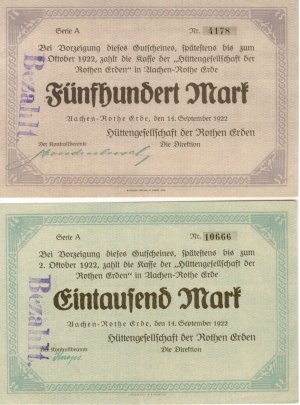 Serie A Nr. 4178
Bei Vorzeigung dieses Gutscheines, spätestens bis zum
2. Oktober 1922, zahlt die Kasse der „Hüttengesellschaft der
Rothen Erden" in Aachen-Rothe Erde
Fünfhundert Mark
Aachen-Rothe Erde, den 14. September 1922
Hüttengesellschaft der Rothen Erden
Der Kontrollbeamte Die Direktion
Bezahlt.
Serie A Nr. 10666
Bei Vorzeigung dieses Gutscheines, spätestens bis zum
2. Oktober 1922, zahlt die Kasse der „Hüttengesellschaft der
Rothen Erden" in Aachen-Rothe Erde
Eintausend Mark
Aachen-Rothe Erde, den 14. September 1922
Hüttengesellschaft der Rothen Erden
Der Kontrollbeamte Die Direktion
Bezahlt.